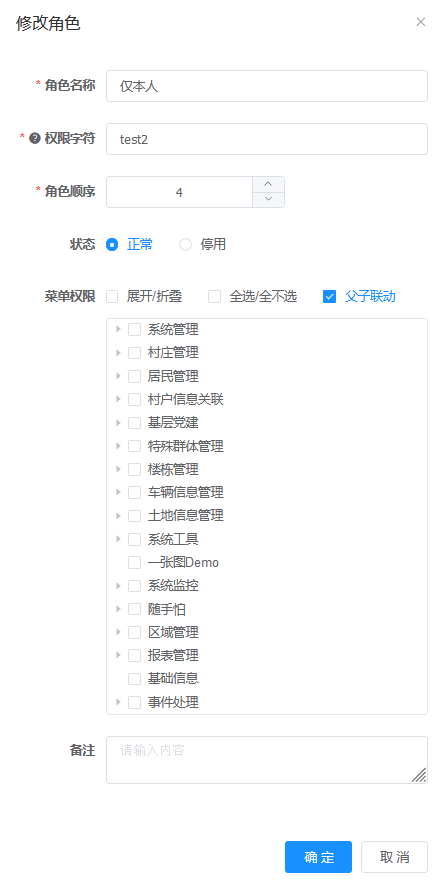 修改角色
* 角色名称 仅本人
* 权限字符 test2
* 角色顺序 4
状态 正常 停用
菜单权限 展开/折叠 全选/全不选 父子联动
系统管理
村庄管理
居民管理
村户信息关联
基层党建
特殊群体管理
楼栋管理
车辆信息管理
土地信息管理
系统工具
一张图Demo
系统监控
随手怕
区域管理
报表管理
基础信息
事件处理
备注 请输入内容
确 定 取 消